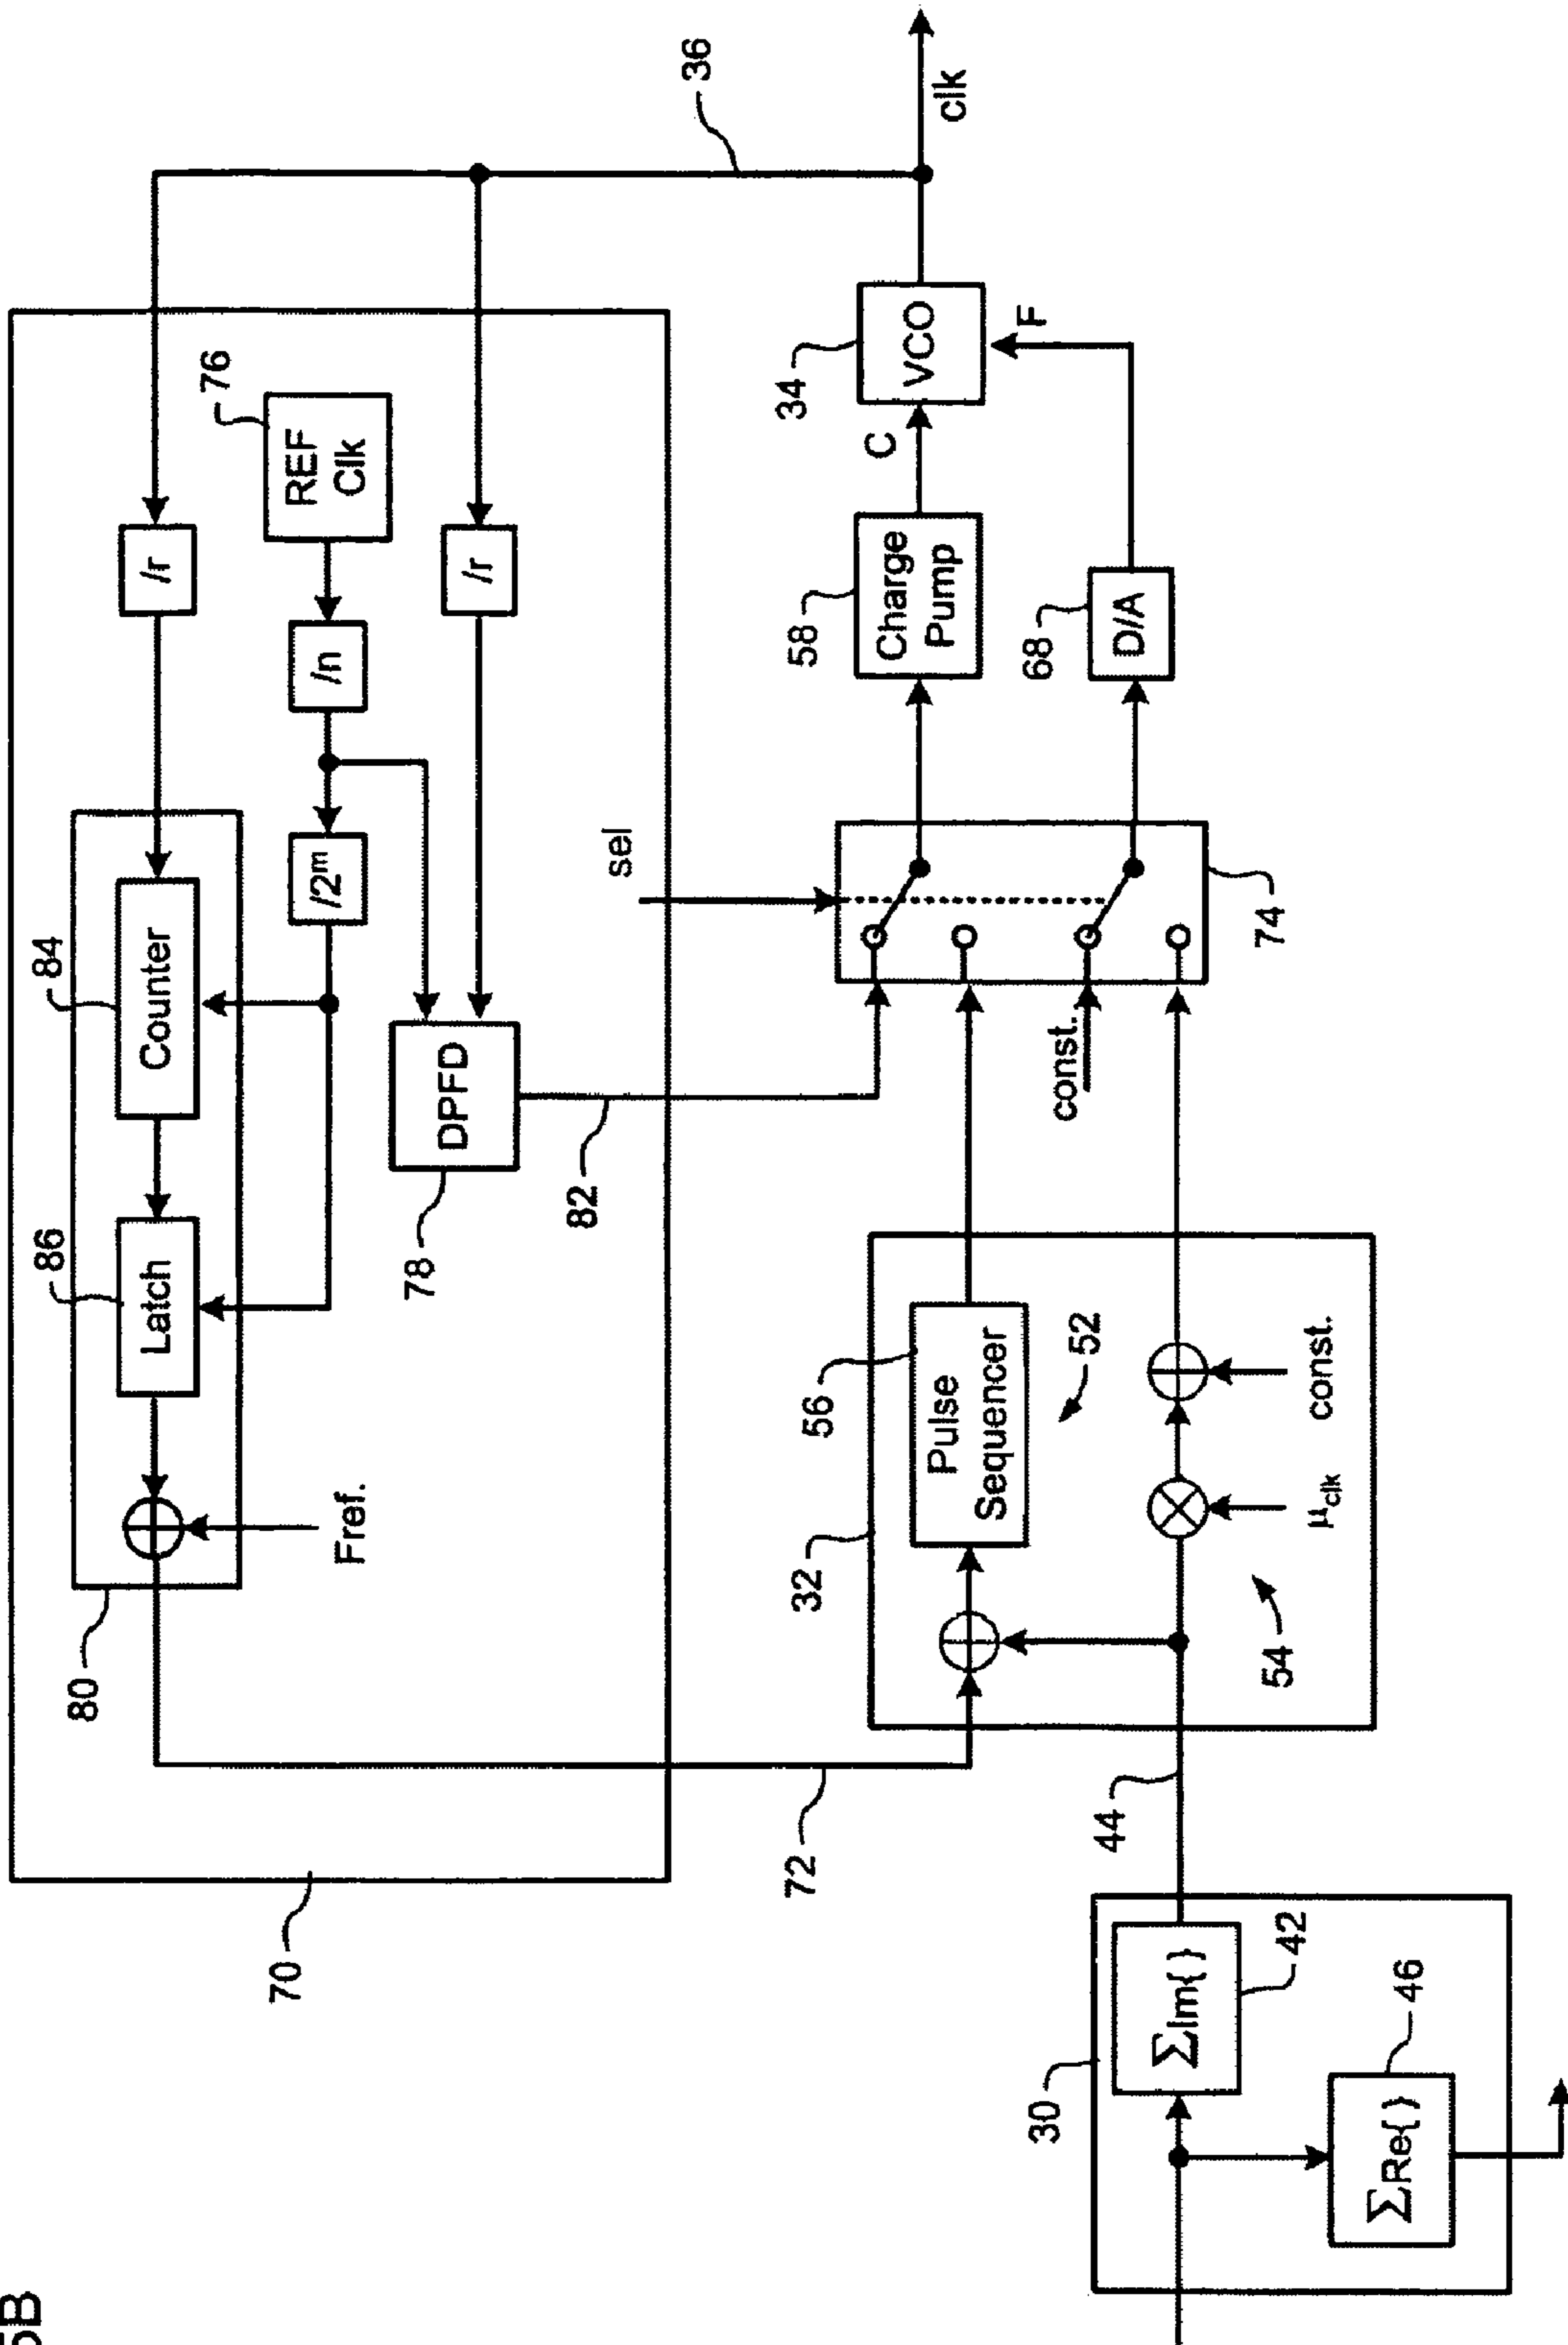 5B
70
80
86
Latch
84
Counter
/r
Fref.
/2ᵐ
/n
76
REF
Clk
/r
78
DPFD
82
36
72
sel
32
56
Pulse
Sequencer
52
54
μclk
const.
const.
74
58
Charge
Pump
C
34
VCO
F
68
D/A
clk
30
44
ΣIm{ }
42
ΣRe{ }
46